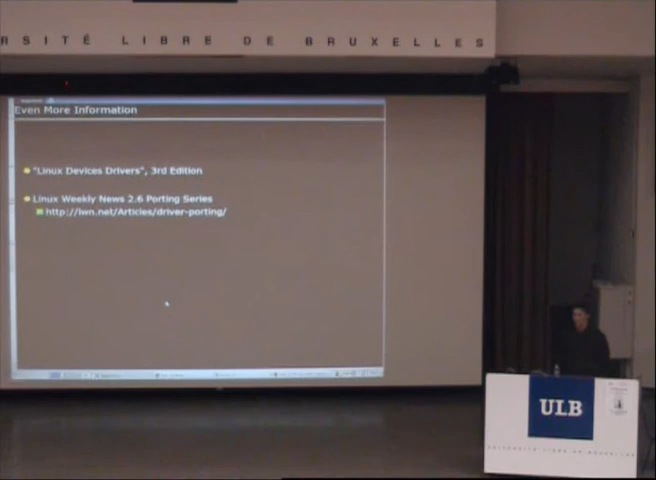 RSITÉ LIBRE DE BRUXELLES
Even More Information
"Linux Devices Drivers", 3rd Edition
Linux Weekly News 2.6 Porting Series
http://lwn.net/Articles/driver-porting/
ULB